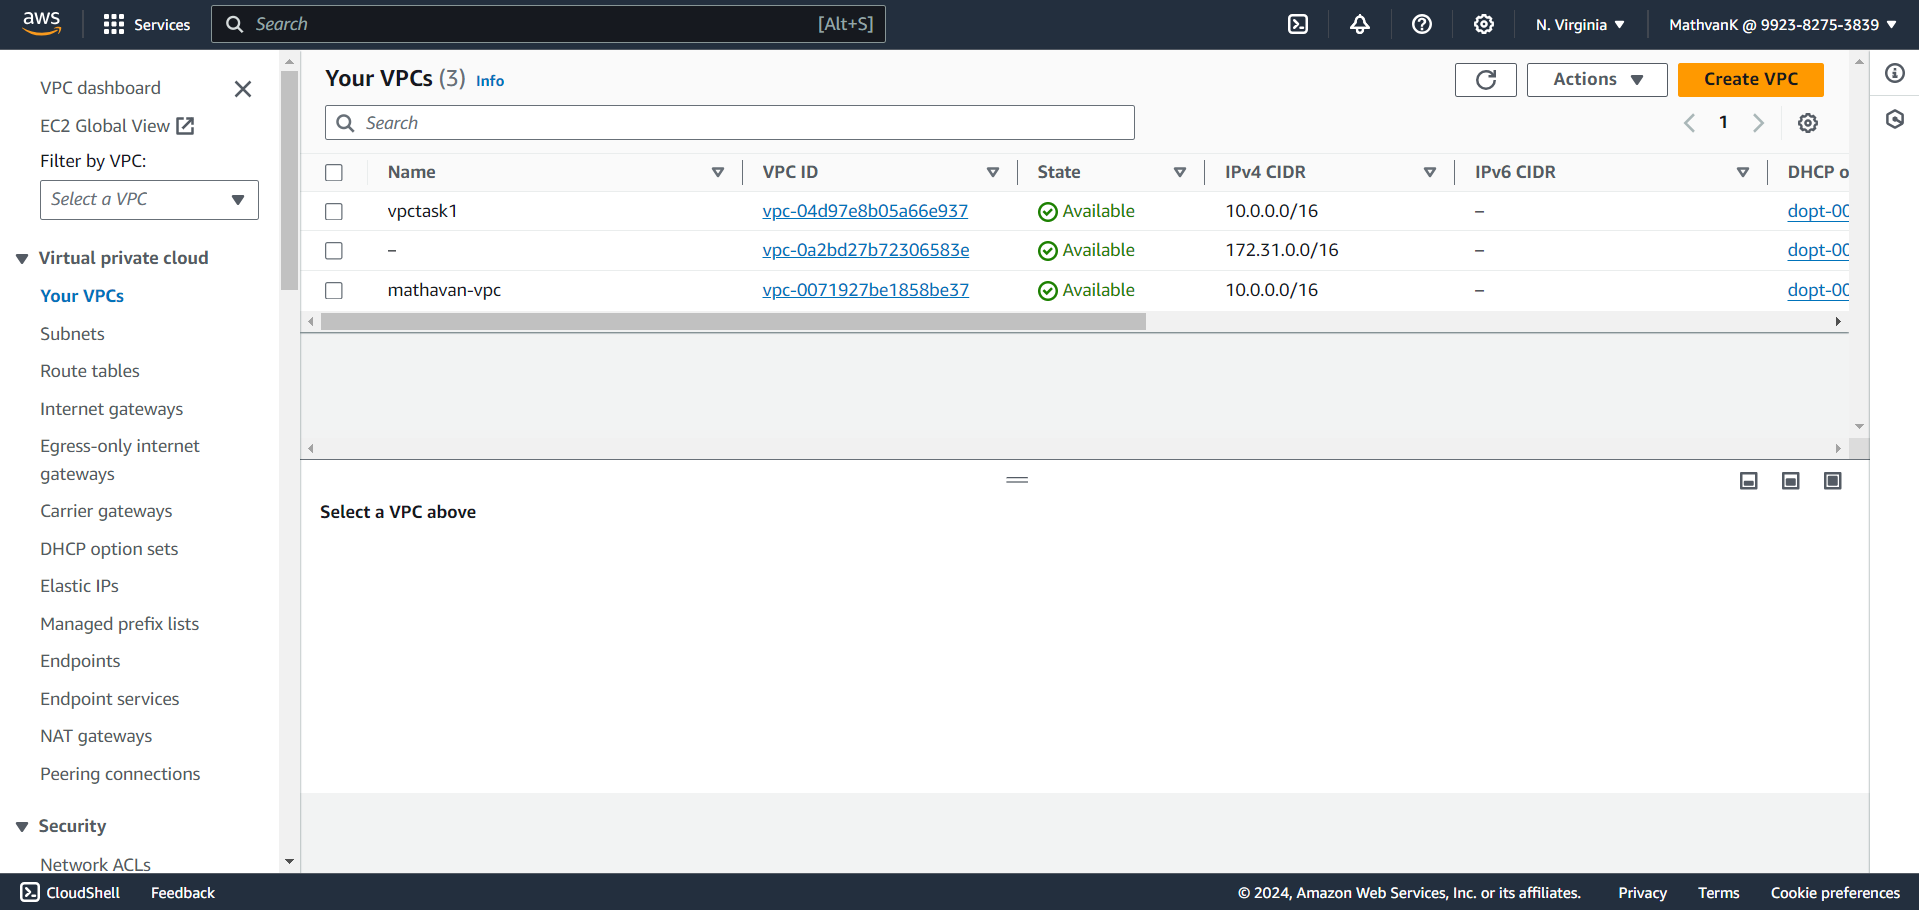 aws
Services
Search [Alt+S]
N. Virginia
MathvanK @ 9923-8275-3839
VPC dashboard
EC2 Global View
Filter by VPC:
Select a VPC
Virtual private cloud
Your VPCs
Subnets
Route tables
Internet gateways
Egress-only internet
gateways
Carrier gateways
DHCP option sets
Elastic IPs
Managed prefix lists
Endpoints
Endpoint services
NAT gateways
Peering connections
Security
Network ACLs
Your VPCs (3) Info
Actions
Create VPC
Search
1
Name VPC ID State IPv4 CIDR IPv6 CIDR DHCP o
vpctask1 vpc-04d97e8b05a66e937 Available 10.0.0.0/16 – dopt-00
– vpc-0a2bd27b72306583e Available 172.31.0.0/16 – dopt-00
mathavan-vpc vpc-0071927be1858be37 Available 10.0.0.0/16 – dopt-00
Select a VPC above
CloudShell Feedback
© 2024, Amazon Web Services, Inc. or its affiliates. Privacy Terms Cookie preferences